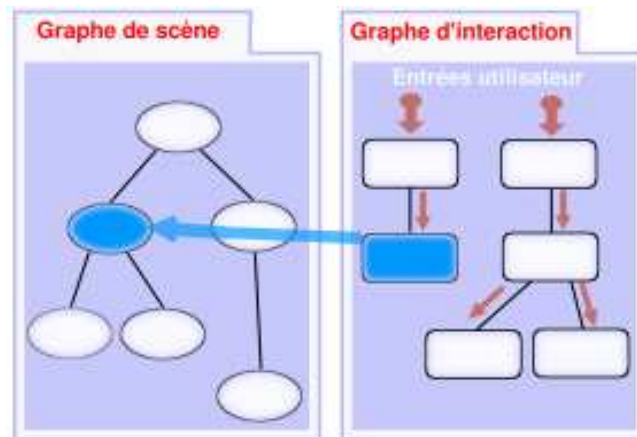 Graphe de scène
Graphe d'interaction
Entrées utilisateur